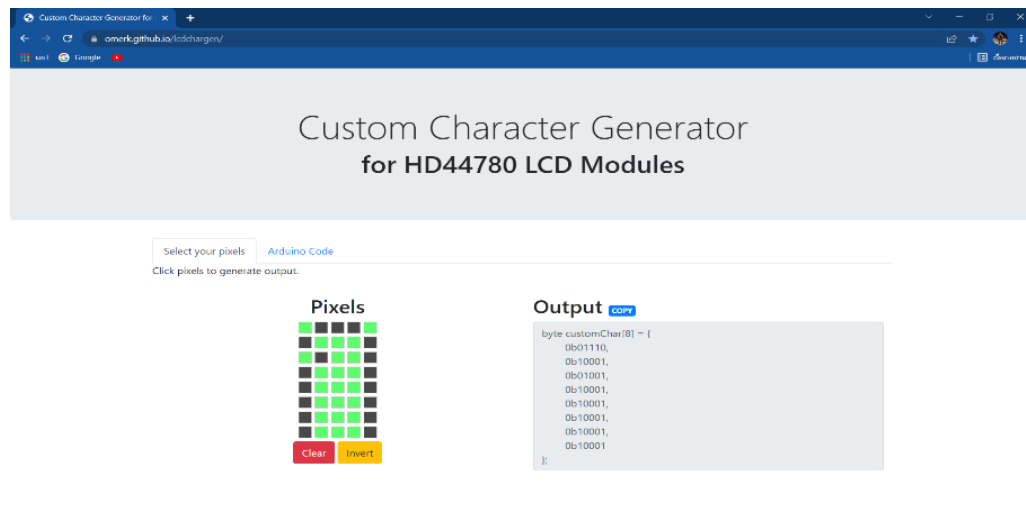 Custom Character Generator for
omerk.github.io/lcdchargen/
Google
Custom Character Generator
for HD44780 LCD Modules
Select your pixels Arduino Code
Click pixels to generate output.
Pixels
Clear Invert
Output COPY
byte customChar[8] = {
0b01110,
0b10001,
0b01001,
0b10001,
0b10001,
0b10001,
0b10001,
0b10001
};